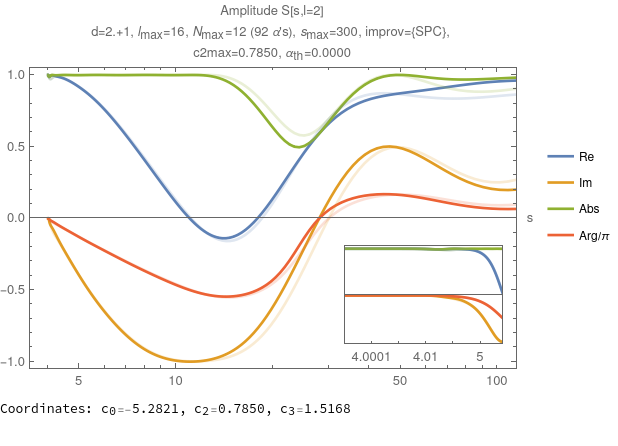 Amplitude S[s,l=2]
d=2.+1, lmax=16, Nmax=12 (92 α's), smax=300, improv={SPC},
c2max=0.7850, αth=0.0000
1.0
0.5
0.0
s
-0.5
-1.0
5
10
50
100
Re
Im
Abs
Arg/π
4.0001
4.01
5
Coordinates: c0=-5.2821, c2=0.7850, c3=1.5168